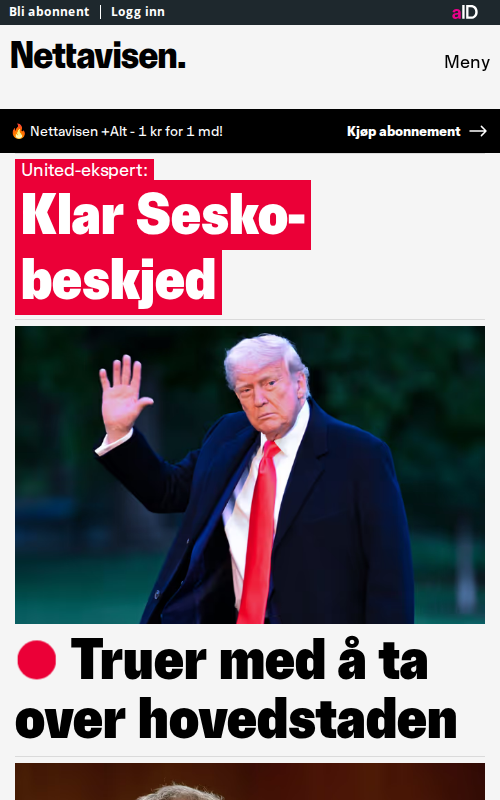 Bli abonnent | Logg inn
aID
Nettavisen.
Meny
🔥 Nettavisen +Alt - 1 kr for 1 md!
Kjøp abonnement →
United-ekspert:
Klar Sesko-
beskjed
Truer med å ta
over hovedstaden